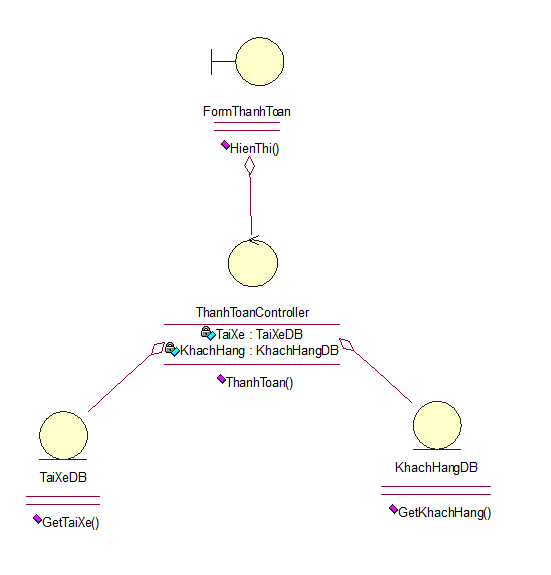 FormThanhToan
HienThi()
ThanhToanController
TaiXe : TaiXeDB
KhachHang : KhachHangDB
ThanhToan()
TaiXeDB
GetTaiXe()
KhachHangDB
GetKhachHang()